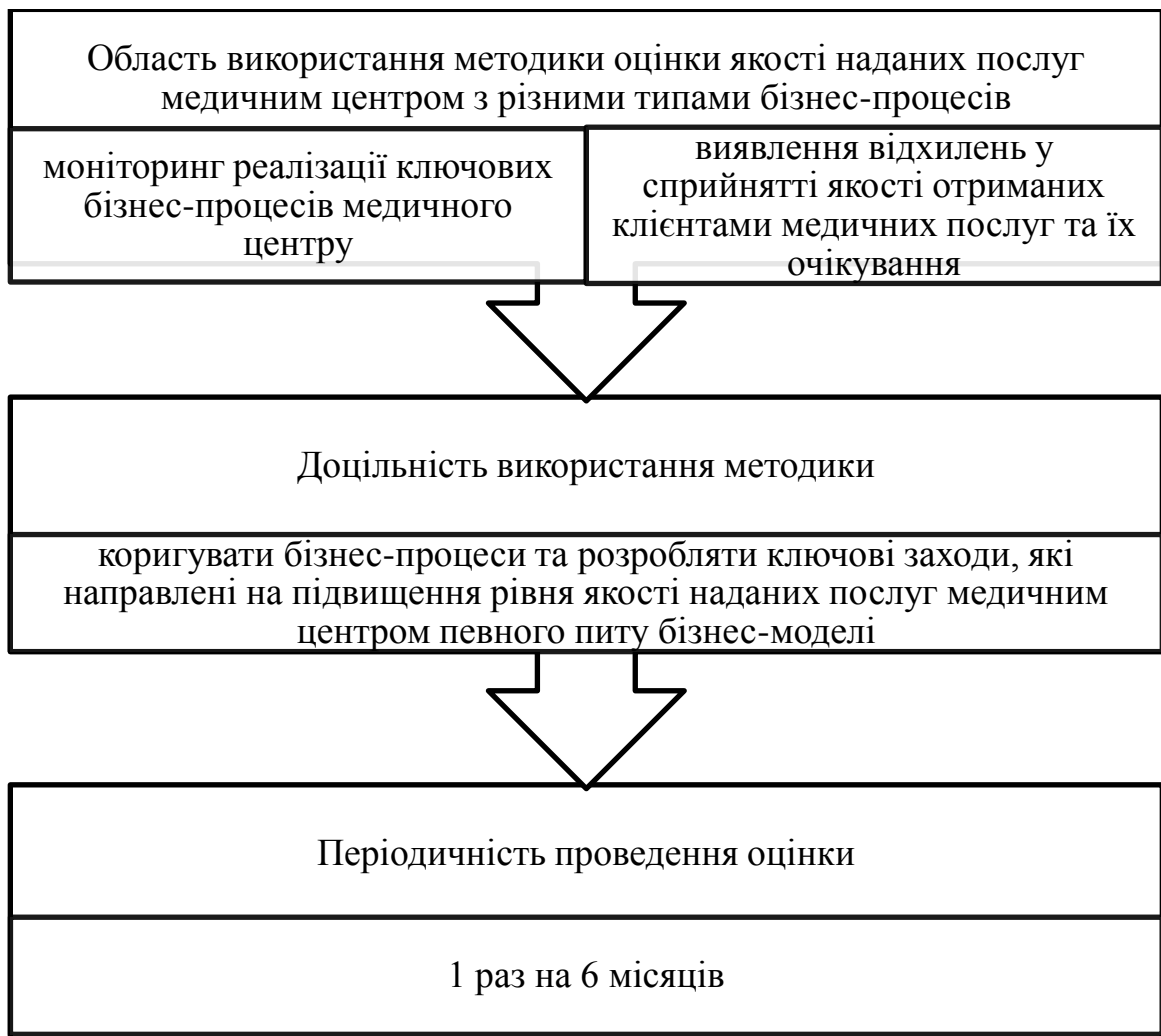 Область використання методики оцінки якості наданих послуг
медичним центром з різними типами бізнес-процесів
моніторинг реалізації ключових
бізнес-процесів медичного
центру
виявлення відхилень у
сприйнятті якості отриманих
клієнтами медичних послуг та їх
очікування
Доцільність використання методики
коригувати бізнес-процеси та розробляти ключові заходи, які
направлені на підвищення рівня якості наданих послуг медичним
центром певного питу бізнес-моделі
Періодичність проведення оцінки
1 раз на 6 місяців